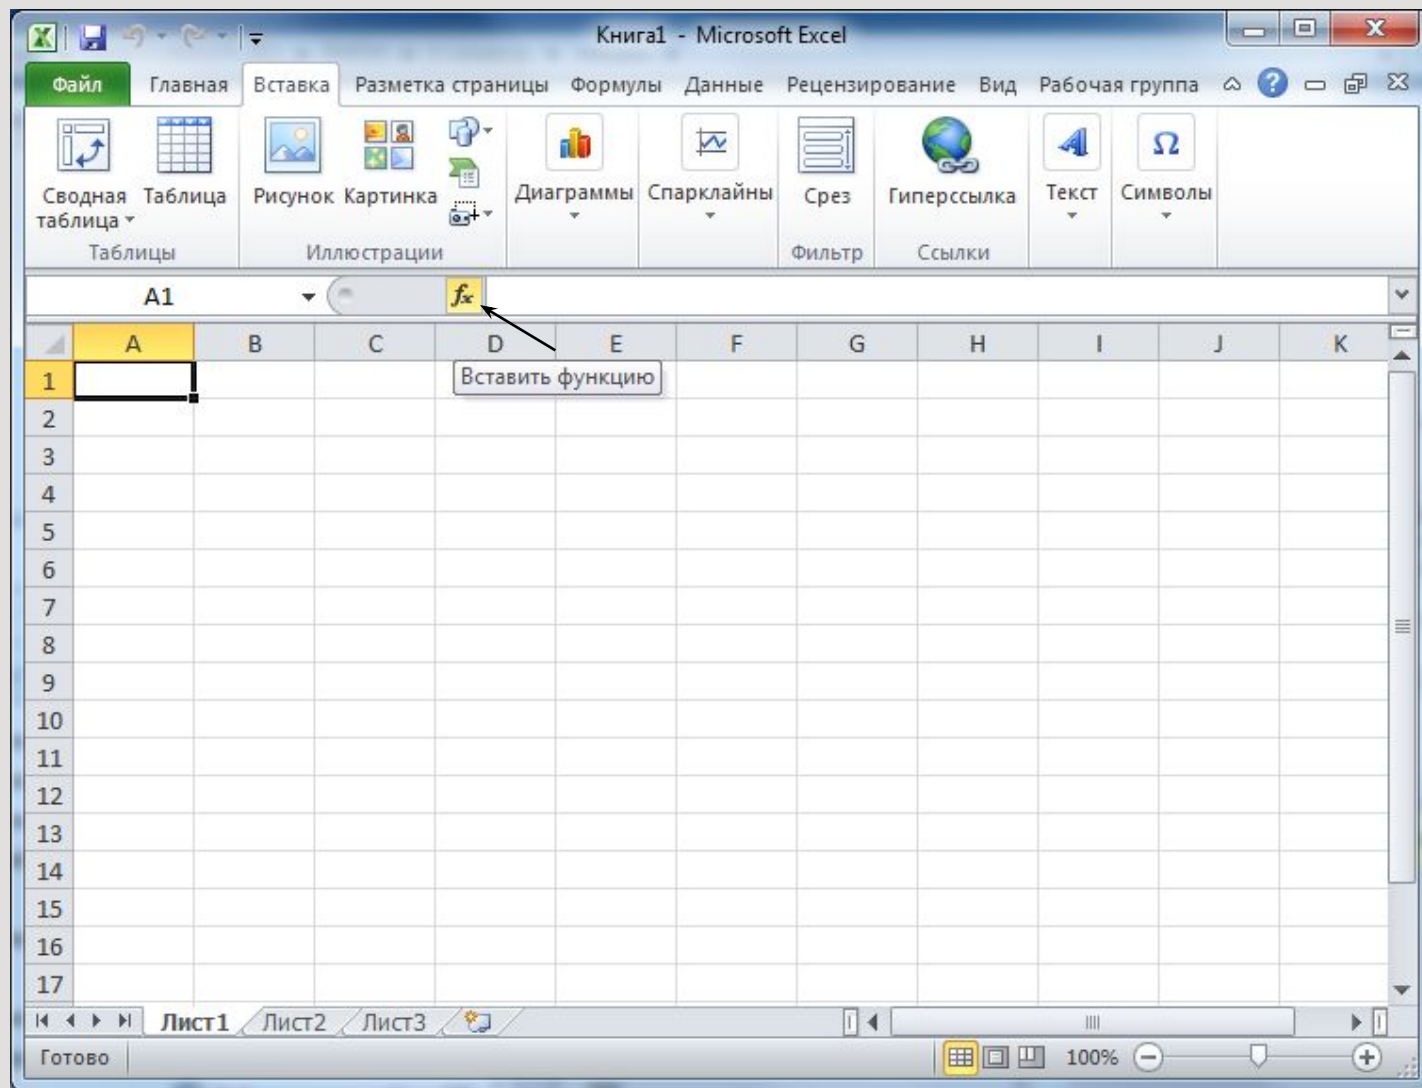 Книга1 - Microsoft Excel
Файл Главная Вставка Разметка страницы Формулы Данные Рецензирование Вид Рабочая группа
Сводная таблица
Таблица
Рисунок
Картинка
Диаграммы
Спарклайны
Срез
Гиперссылка
Текст
Символы
Таблицы
Иллюстрации
Фильтр
Ссылки
A1
fx
A B C D E F G H I J K
Вставить функцию
1
2
3
4
5
6
7
8
9
10
11
12
13
14
15
16
17
Лист1 Лист2 Лист3
Готово
100%